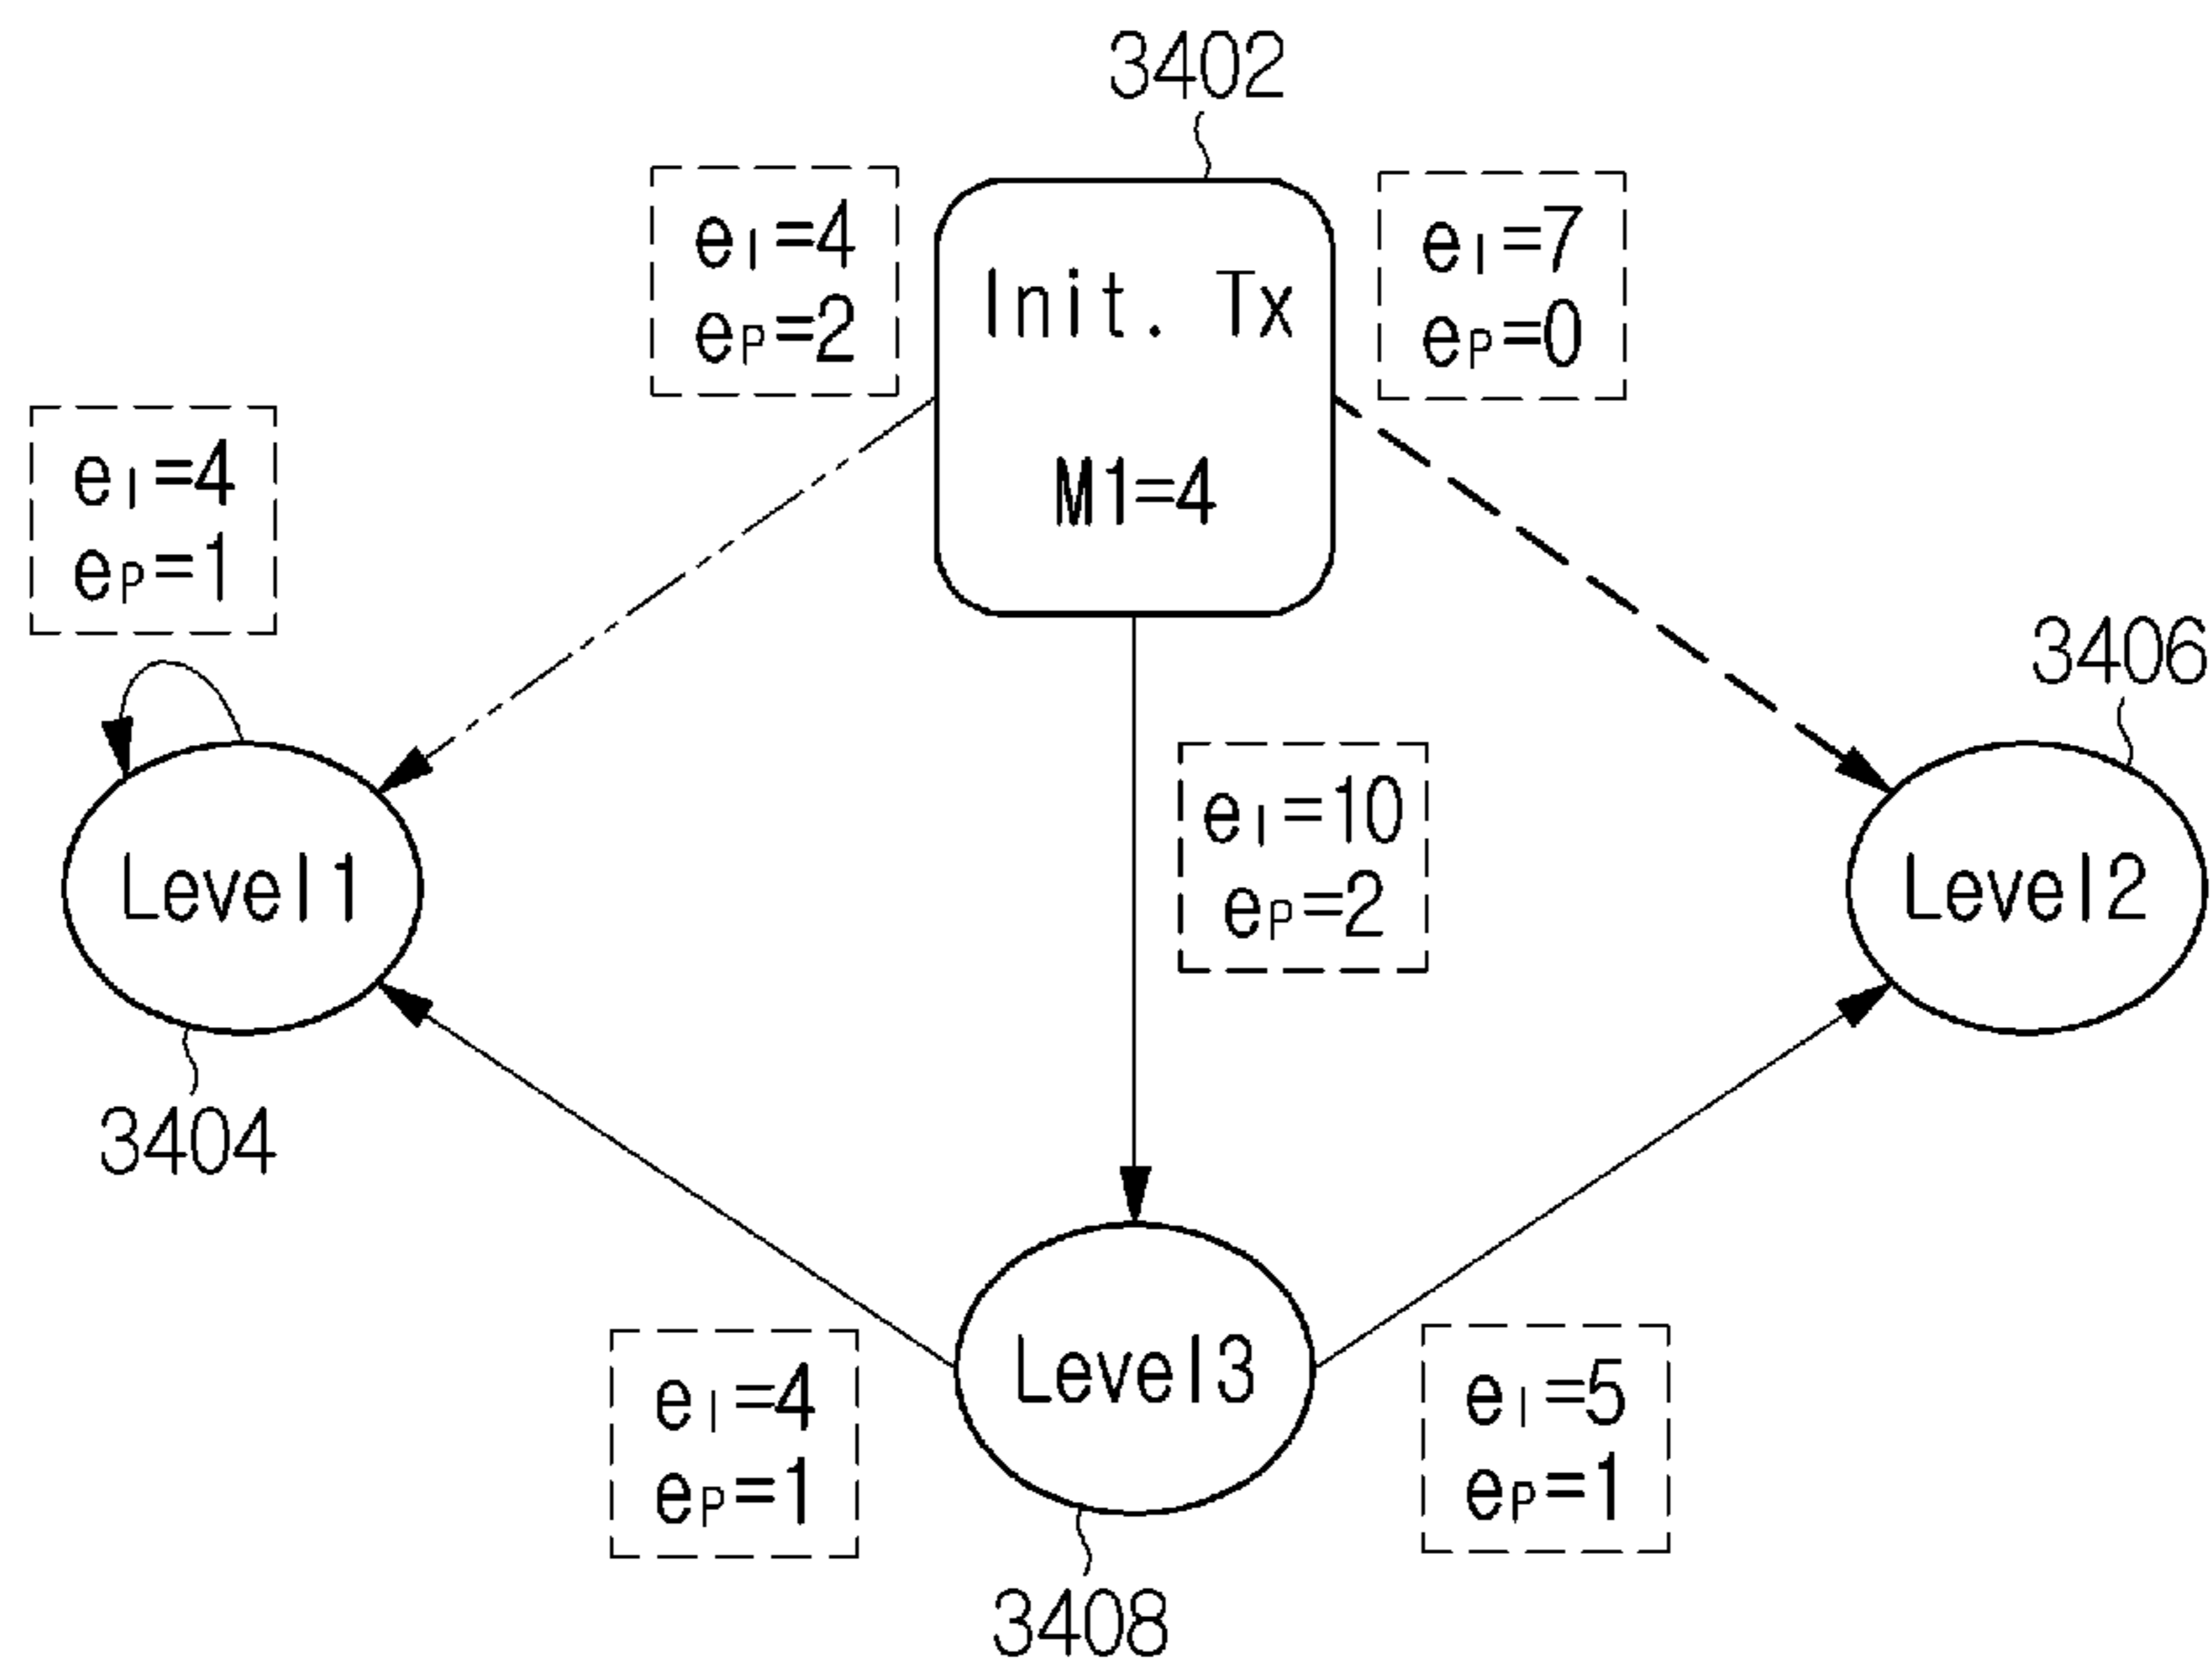 3402
eI=4
eP=2
Init. Tx
M1=4
eI=7
eP=0
eI=4
eP=1
3406
eI=10
eP=2
Level1
Level2
3404
Level3
eI=4
eP=1
eI=5
eP=1
3408